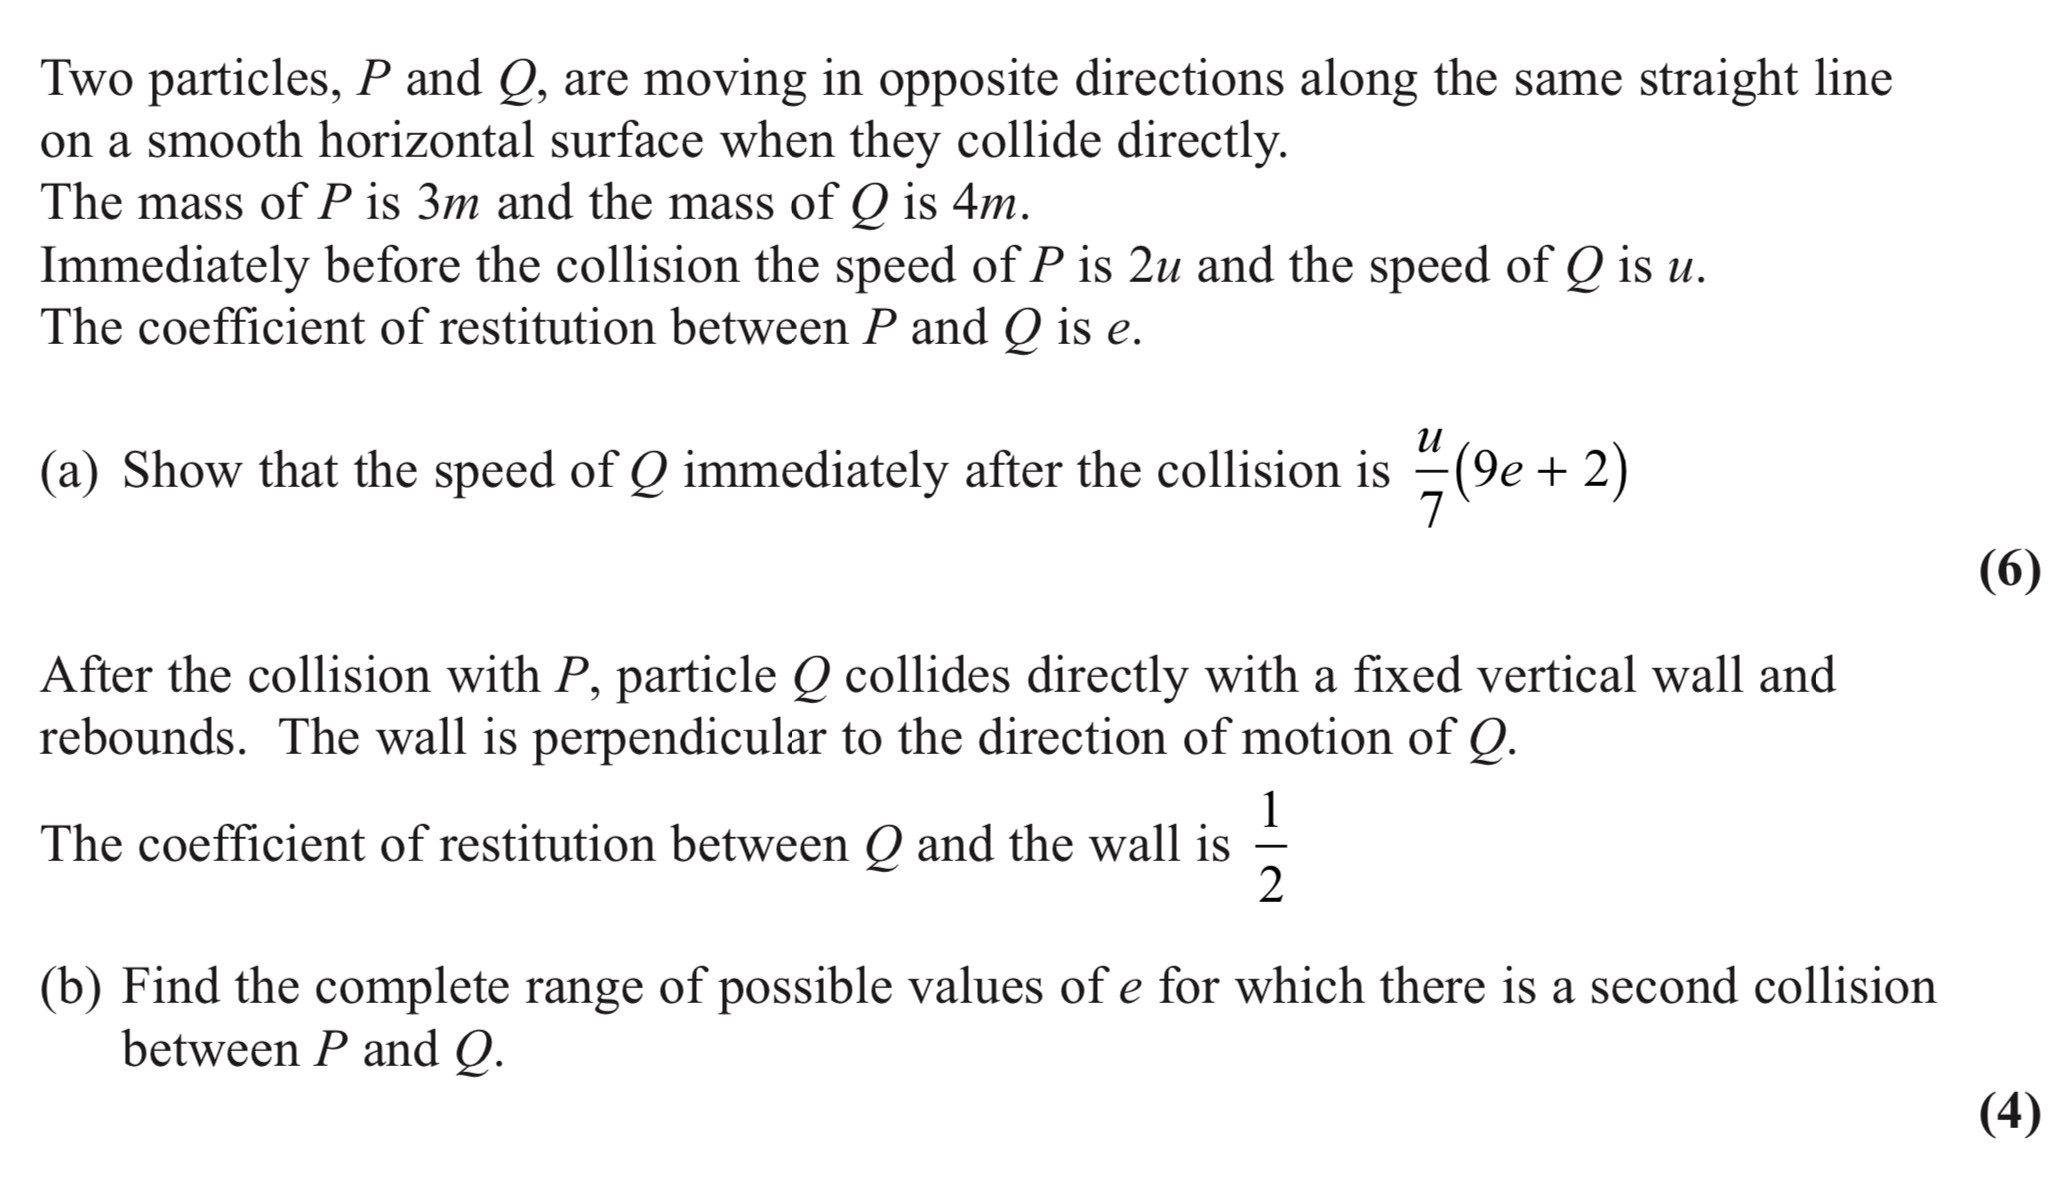 Two particles, P and Q, are moving in opposite directions along the same straight line
on a smooth horizontal surface when they collide directly.
The mass of P is 3m and the mass of Q is 4m.
Immediately before the collision the speed of P is 2u and the speed of Q is u.
The coefficient of restitution between P and Q is e.
(a) Show that the speed of Q immediately after the collision is \frac{u}{7}(9e + 2)
(6)
After the collision with P, particle Q collides directly with a fixed vertical wall and
rebounds. The wall is perpendicular to the direction of motion of Q.
The coefficient of restitution between Q and the wall is \frac{1}{2}
(b) Find the complete range of possible values of e for which there is a second collision
between P and Q.
(4)